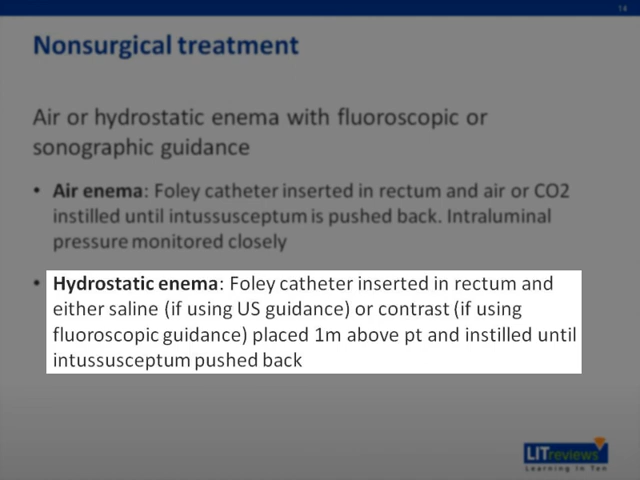 14
Nonsurgical treatment
Air or hydrostatic enema with fluoroscopic or
sonographic guidance
• Air enema: Foley catheter inserted in rectum and air or CO2
instilled until intussusceptum is pushed back. Intraluminal
pressure monitored closely
• Hydrostatic enema: Foley catheter inserted in rectum and
either saline (if using US guidance) or contrast (if using
fluoroscopic guidance) placed 1m above pt and instilled until
intussusceptum pushed back
LITreviews
Learning in Ten